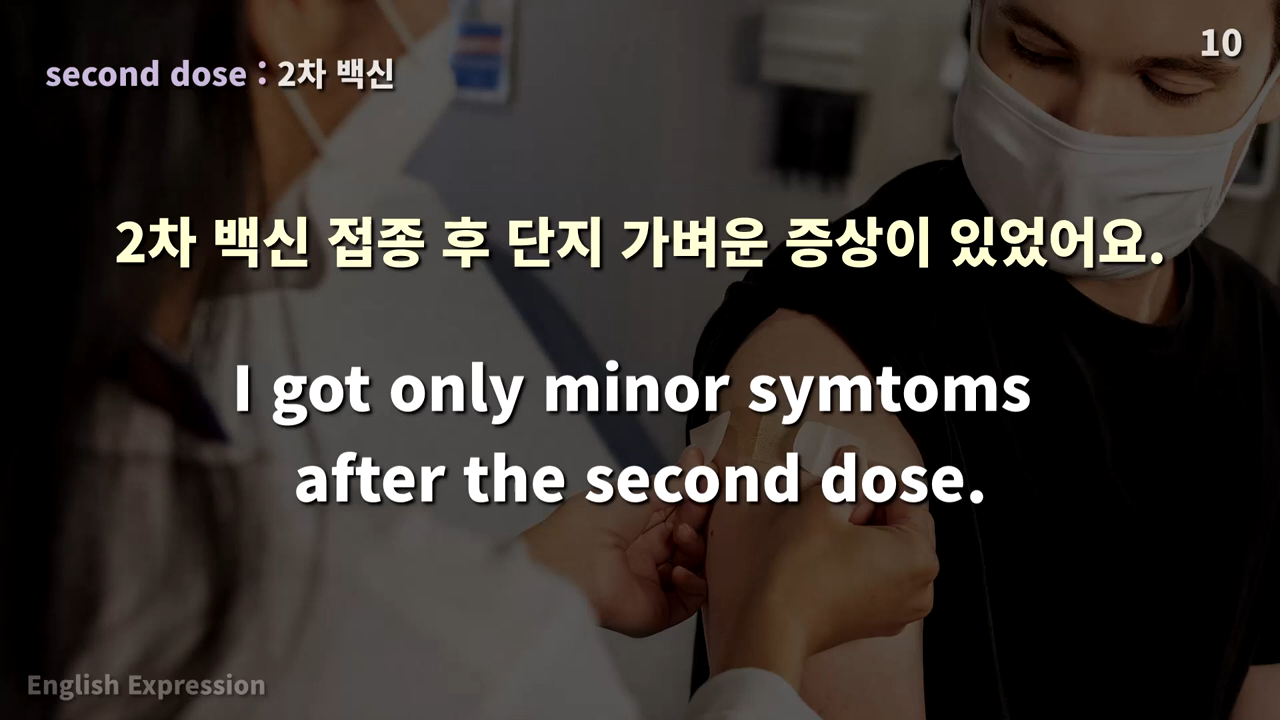 second dose : 2차 백신
10
2차 백신 접종 후 단지 가벼운 증상이 있었어요.
I got only minor symtoms
after the second dose.
English Expression